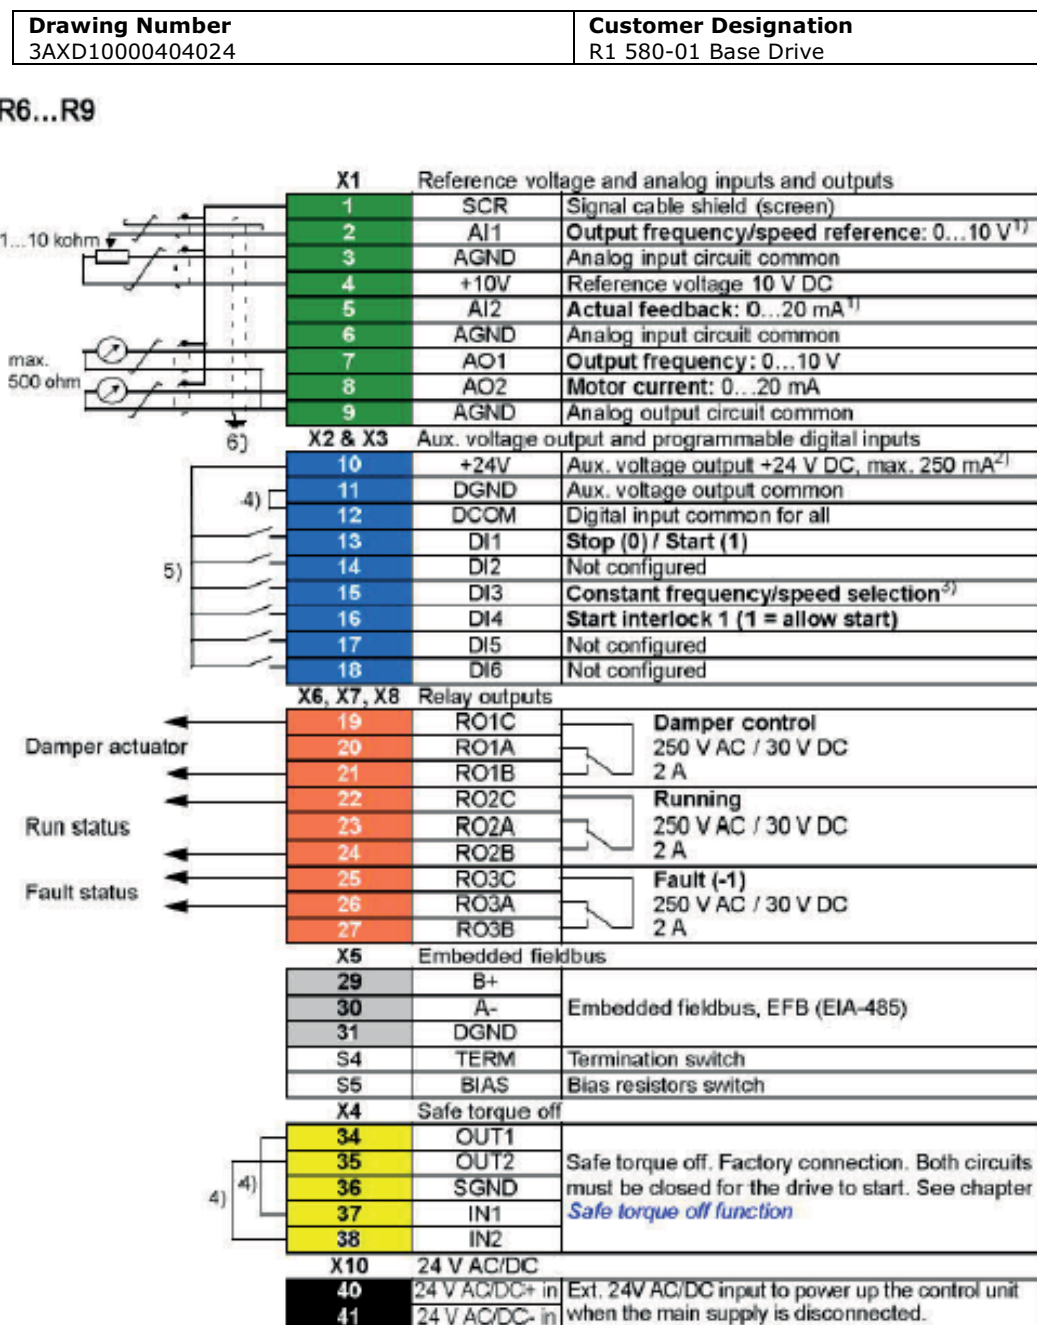 Drawing Number Customer Designation
3AXD10000404024 R1 580-01 Base Drive
R6...R9
X1 Reference voltage and analog inputs and outputs
1 SCR Signal cable shield (screen)
2 AI1 Output frequency/speed reference: 0...10 V1)
1...10 kohm
3 AGND Analog input circuit common
4 +10V Reference voltage 10 V DC
5 AI2 Actual feedback: 0...20 mA1)
6 AGND Analog input circuit common
max.
500 ohm
7 AO1 Output frequency: 0...10 V
8 AO2 Motor current: 0...20 mA
9 AGND Analog output circuit common
6)
X2 & X3 Aux. voltage output and programmable digital inputs
10 +24V Aux. voltage output +24 V DC, max. 250 mA2)
4)
11 DGND Aux. voltage output common
12 DCOM Digital input common for all
13 DI1 Stop (0) / Start (1)
5)
14 DI2 Not configured
15 DI3 Constant frequency/speed selection3)
16 DI4 Start interlock 1 (1 = allow start)
17 DI5 Not configured
18 DI6 Not configured
X6, X7, X8 Relay outputs
19 RO1C Damper control
Damper actuator 20 RO1A 250 V AC / 30 V DC
21 RO1B 2 A
22 RO2C Running
Run status 23 RO2A 250 V AC / 30 V DC
24 RO2B 2 A
25 RO3C Fault (-1)
Fault status 26 RO3A 250 V AC / 30 V DC
27 RO3B 2 A
X5 Embedded fieldbus
29 B+
30 A- Embedded fieldbus, EFB (EIA-485)
31 DGND
S4 TERM Termination switch
S5 BIAS Bias resistors switch
X4 Safe torque off
34 OUT1
35 OUT2 Safe torque off. Factory connection. Both circuits
4) 4) 36 SGND must be closed for the drive to start. See chapter
37 IN1 Safe torque off function
38 IN2
X10 24 V AC/DC
40 24 V AC/DC+ in Ext. 24V AC/DC input to power up the control unit
41 24 V AC/DC- in when the main supply is disconnected.